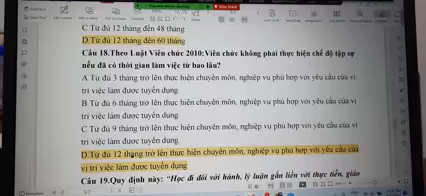 C.Từ đủ 12 tháng đến 48 tháng
D.Từ đủ 12 tháng đến 60 tháng
Câu 18.Theo Luật Viên chức 2010:Viên chức không phải thực hiện chế độ tập sự
nếu đã có thời gian làm việc từ bao lâu?
A.Từ đủ 3 tháng trở lên thực hiện chuyên môn, nghiệp vụ phù hợp với yêu cầu của vị
trí việc làm được tuyển dụng
B.Từ đủ 6 tháng trở lên thực hiện chuyên môn, nghiệp vụ phù hợp với yêu cầu của vị
trí việc làm được tuyển dụng
C.Từ đủ 9 tháng trở lên thực hiện chuyên môn, nghiệp vụ phù hợp với yêu cầu của vị
trí việc làm được tuyển dụng
D.Từ đủ 12 tháng trở lên thực hiện chuyên môn, nghiệp vụ phù hợp với yêu cầu của
vị trí việc làm được tuyển dụng
Câu 19.Quy định này: "Học đi đôi với hành, lý luận gắn liền với thực tiễn, giáo